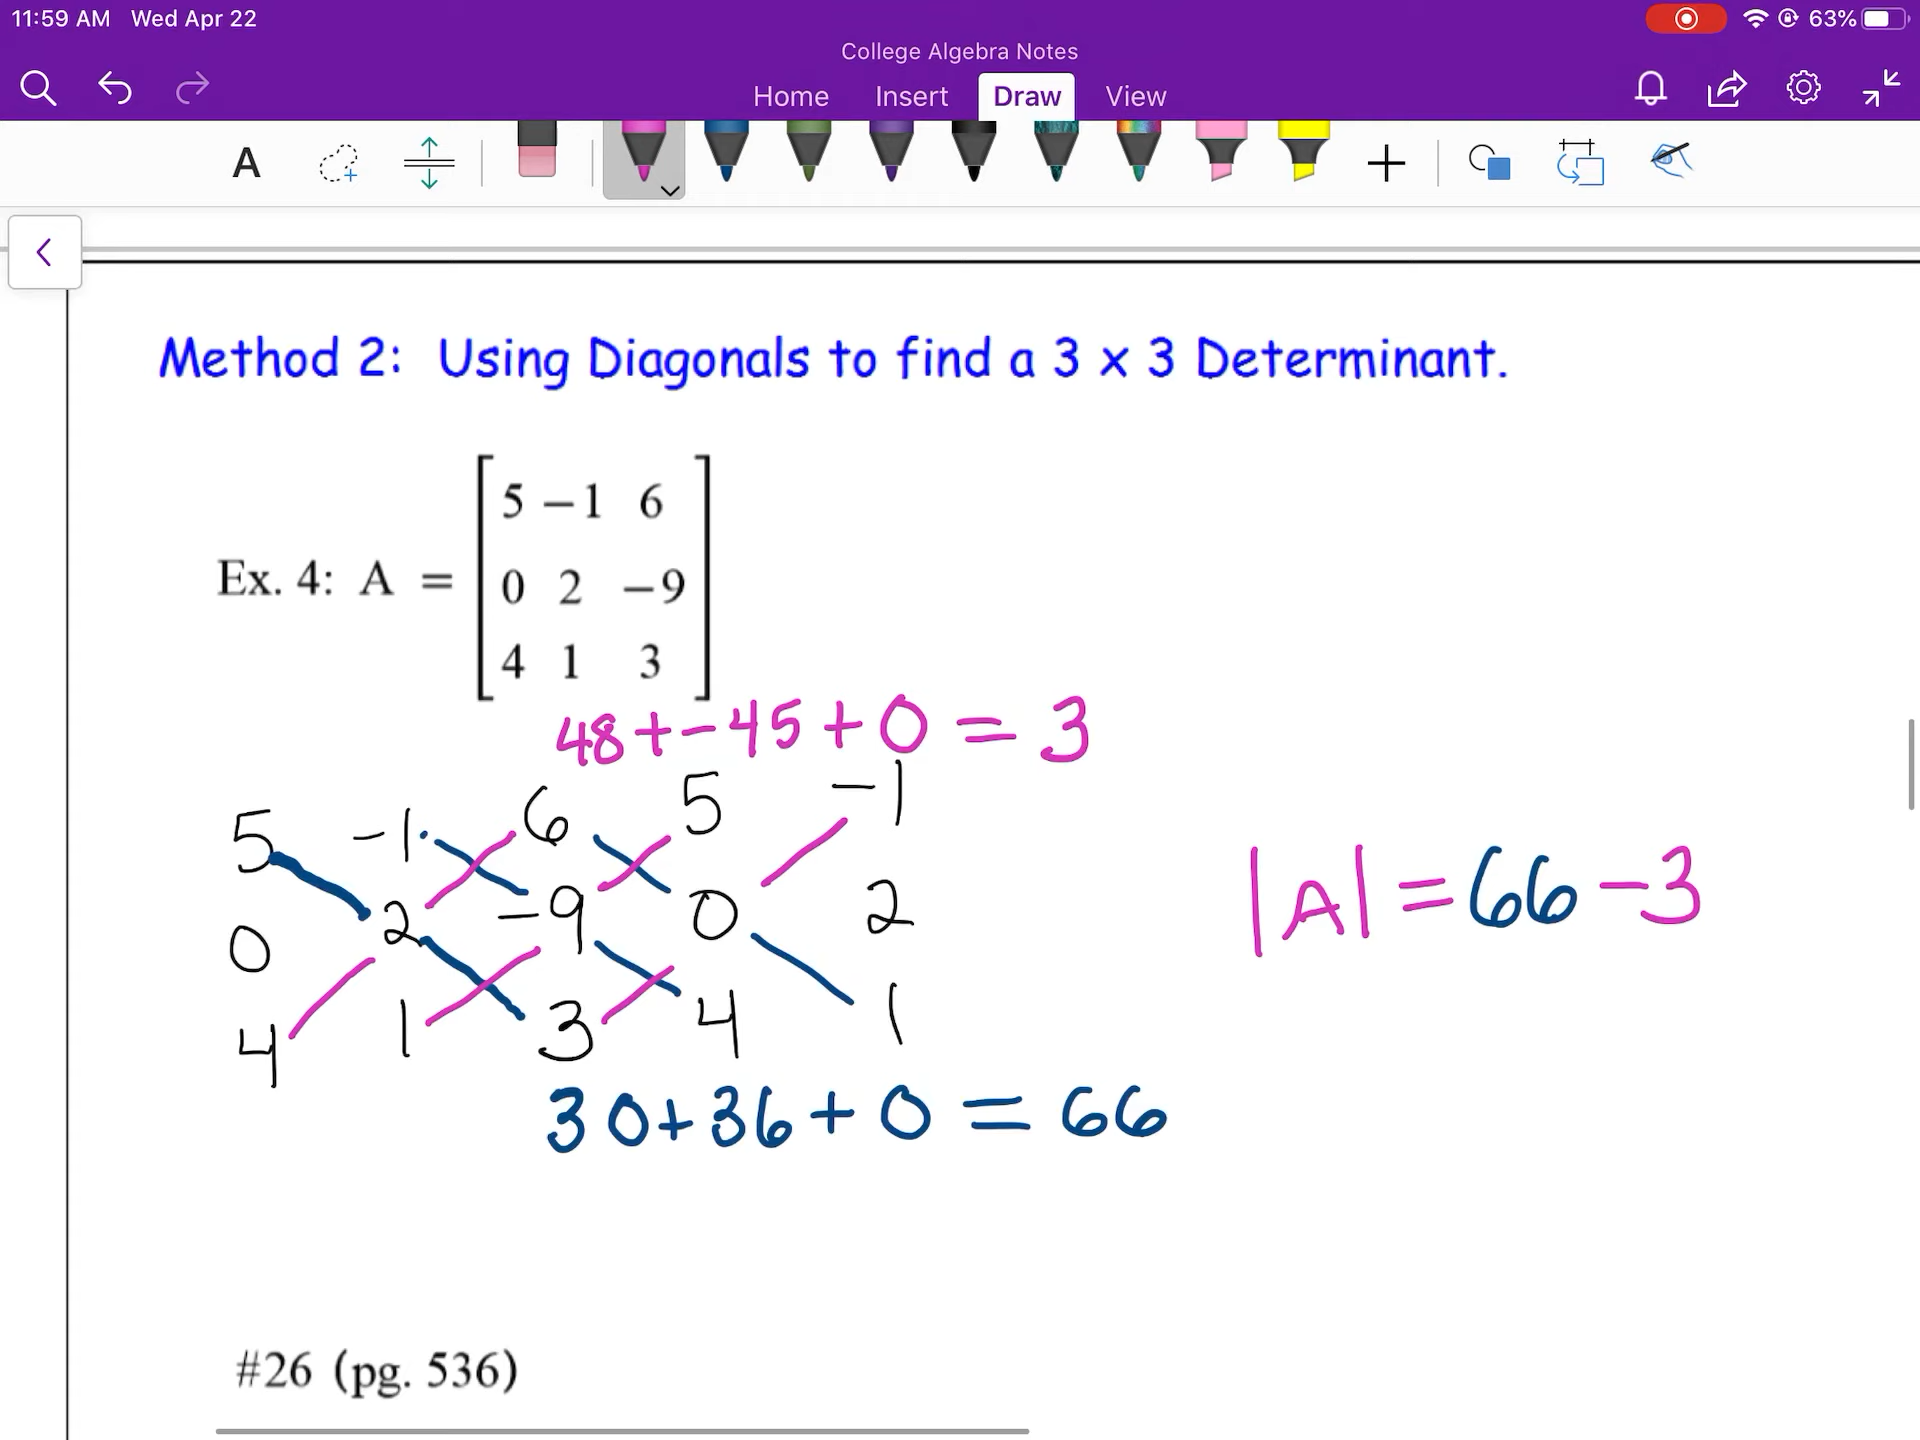 11:59 AM Wed Apr 22 63%
College Algebra Notes
Home Insert Draw View
A
Method 2: Using Diagonals to find a 3 x 3 Determinant.
5 −1 6
Ex. 4: A = 0 2 −9
4 1 3
48+-45+0=3
5 -1 6 5 -1
0 2 -9 0 2
4 1 3 4 1
|A|=66-3
30+36+0=66
#26 (pg. 536)